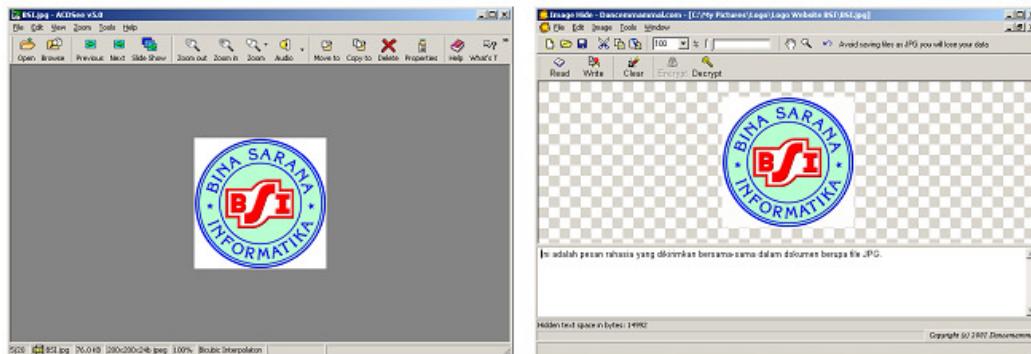 BSI.jpg - ACDSee v5.0
File Edit View Zoom Tools Help
Open Browse Previous Next Slide Show Zoom out Zoom in Zoom Audio Move to Copy to Delete Properties Help What's T
BINA SARANA
BSI
INFORMATIKA
5/20 BSI.jpg 76.0 KB 200x200x24b jpeg 100% Bicubic Interpolation
Image Hide - Dancemammal.com - [C:\My Pictures\Logo\Logo Website BSI\BSI.jpg]
File Edit Image Tools Window
100 % Avoid saving files as JPG you will lose your data
Read Write Clear Encrypt Decrypt
BINA SARANA
BSI
INFORMATIKA
Ini adalah pesan rahasia yang dikirimkan bersama-sama dalam dokumen berupa file JPG.
Hidden text space in bytes: 14992
Copyright (c) 2001 Dancemamm